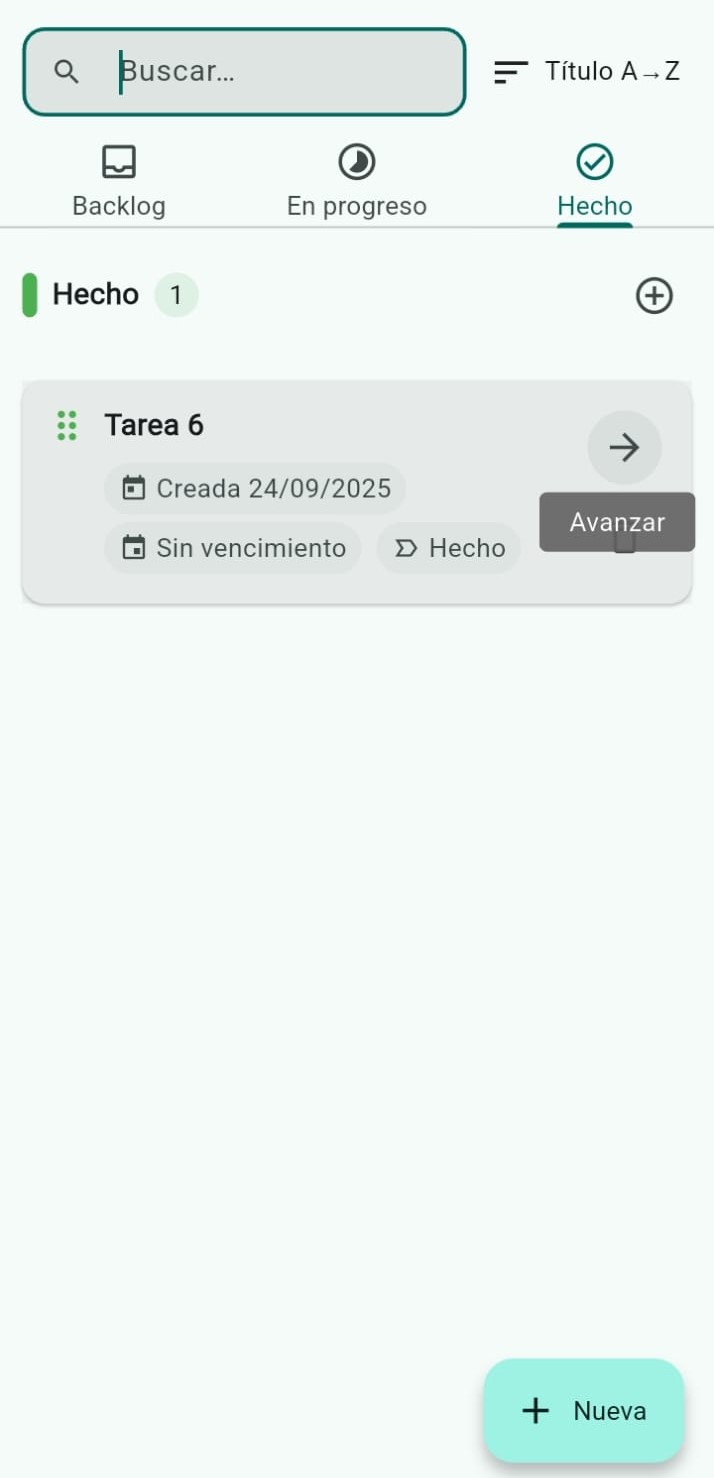 Buscar...
Título A→Z
Backlog
En progreso
Hecho
Hecho 1
Tarea 6
Creada 24/09/2025
Avanzar
Sin vencimiento
Hecho
Nueva